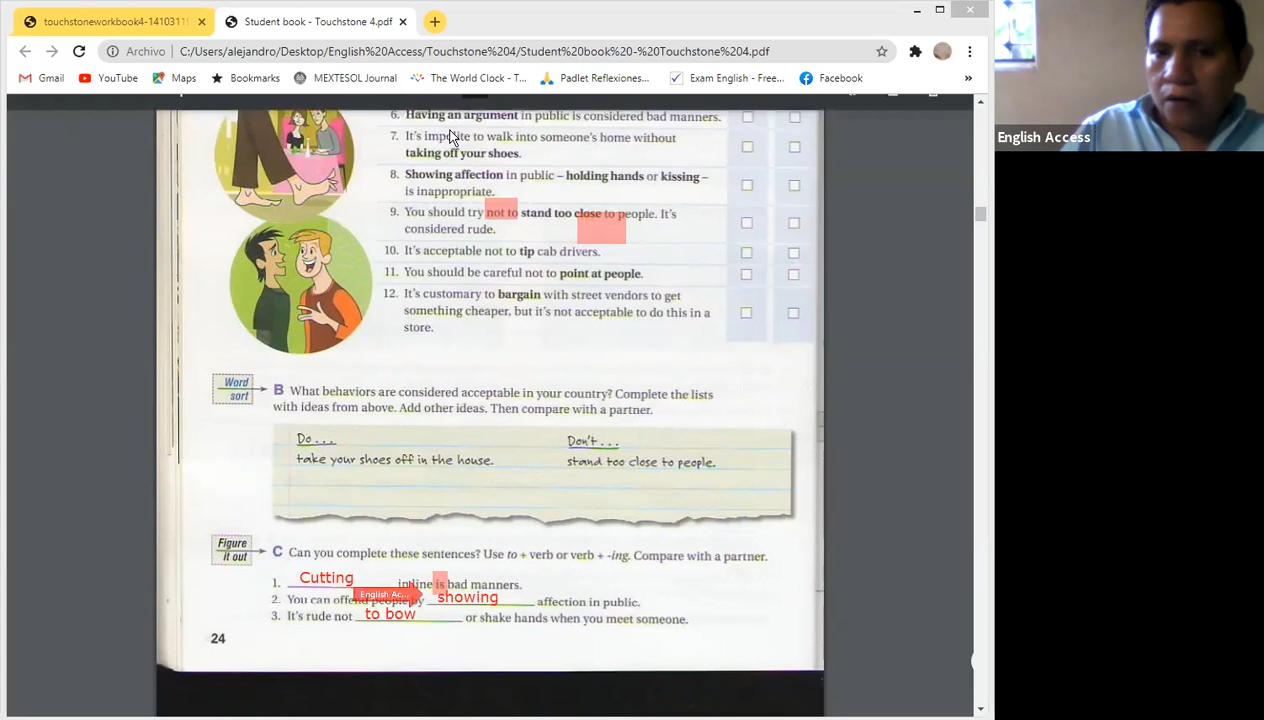 touchstoneworkbook4-1410311
Student book - Touchstone 4.pdf
Archivo
C:/Users/alejandro/Desktop/English%20Access/Touchstone%204/Student%20book%20-%20Touchstone%204.pdf
Gmail
YouTube
Maps
Bookmarks
MEXTESOL Journal
The World Clock - T...
Padlet Reflexiones...
Exam English - Free...
Facebook
»
English Access
6. Having an argument in public is considered bad manners.
7. It's impolite to walk into someone's home without
taking off your shoes.
8. Showing affection in public – holding hands or kissing –
is inappropriate.
9. You should try not to stand too close to people. It's
considered rude.
10. It's acceptable not to tip cab drivers.
11. You should be careful not to point at people.
12. It's customary to bargain with street vendors to get
something cheaper, but it's not acceptable to do this in a
store.
Word
sort
B What behaviors are considered acceptable in your country? Complete the lists
with ideas from above. Add other ideas. Then compare with a partner.
Do . . .
Don't . . .
take your shoes off in the house.
stand too close to people.
Figure
it out
C Can you complete these sentences? Use to + verb or verb + -ing. Compare with a partner.
1. Cutting in line is bad manners.
English Ac...
2. You can offend people by showing affection in public.
3. It's rude not to bow or shake hands when you meet someone.
24